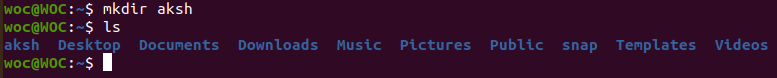 woc@WOC:~$ mkdir aksh
woc@WOC:~$ ls
aksh  Desktop  Documents  Downloads  Music  Pictures  Public  snap  Templates  Videos
woc@WOC:~$